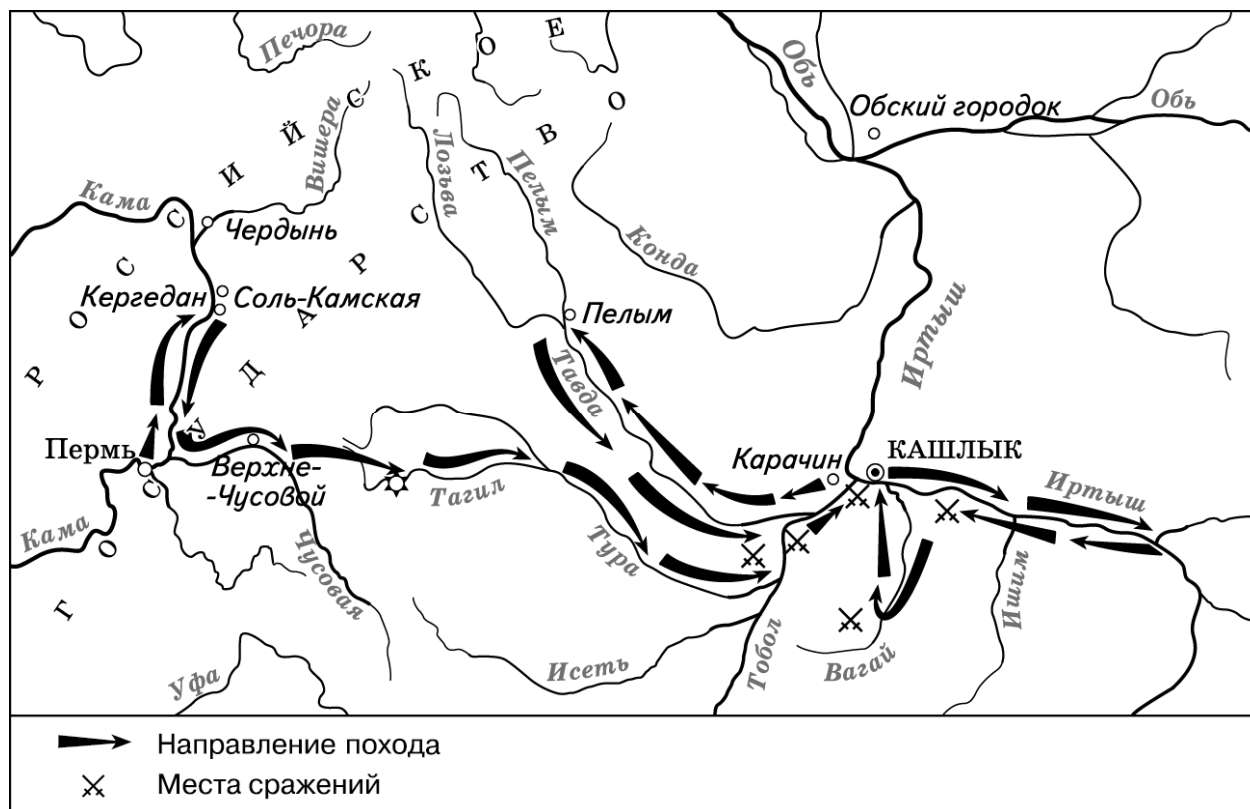 Печора
Обь
Обский городок
Обь
Вишера
Лозьва
Пелым
Кама
Чердынь
Конда
Кергедан
Соль-Камская
Пелым
Иртыш
РОССИЙСКОЕ
ГОСУДАРСТВО
Тавда
Пермь
Верхне-
-Чусовой
Тагил
Карачин
КАШЛЫК
Иртыш
Кама
Чусовая
Тура
Тобол
Вагай
Ишим
Исеть
Уфа
Направление похода
Места сражений